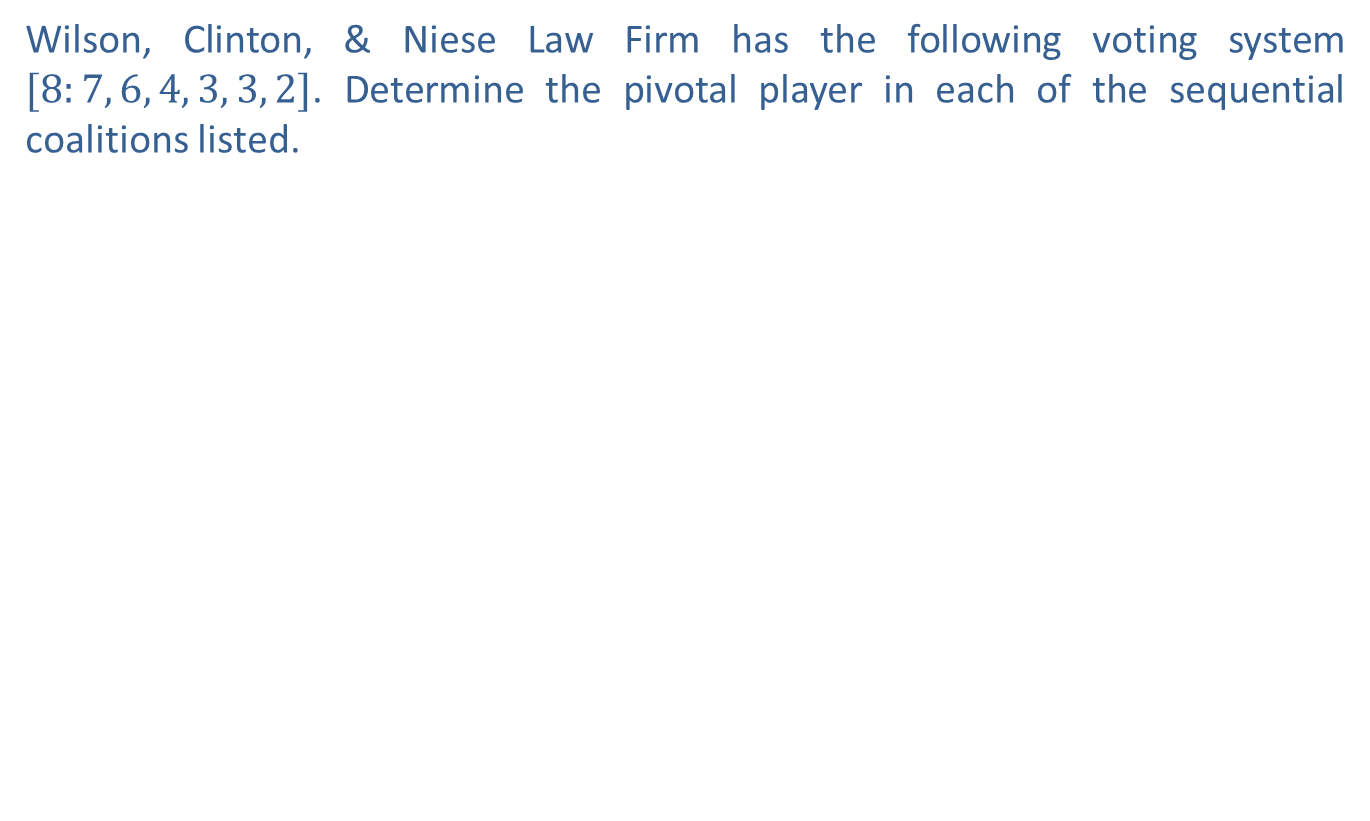 Wilson, Clinton, & Niese Law Firm has the following voting system
[8: 7, 6, 4, 3, 3, 2]. Determine the pivotal player in each of the sequential
coalitions listed.